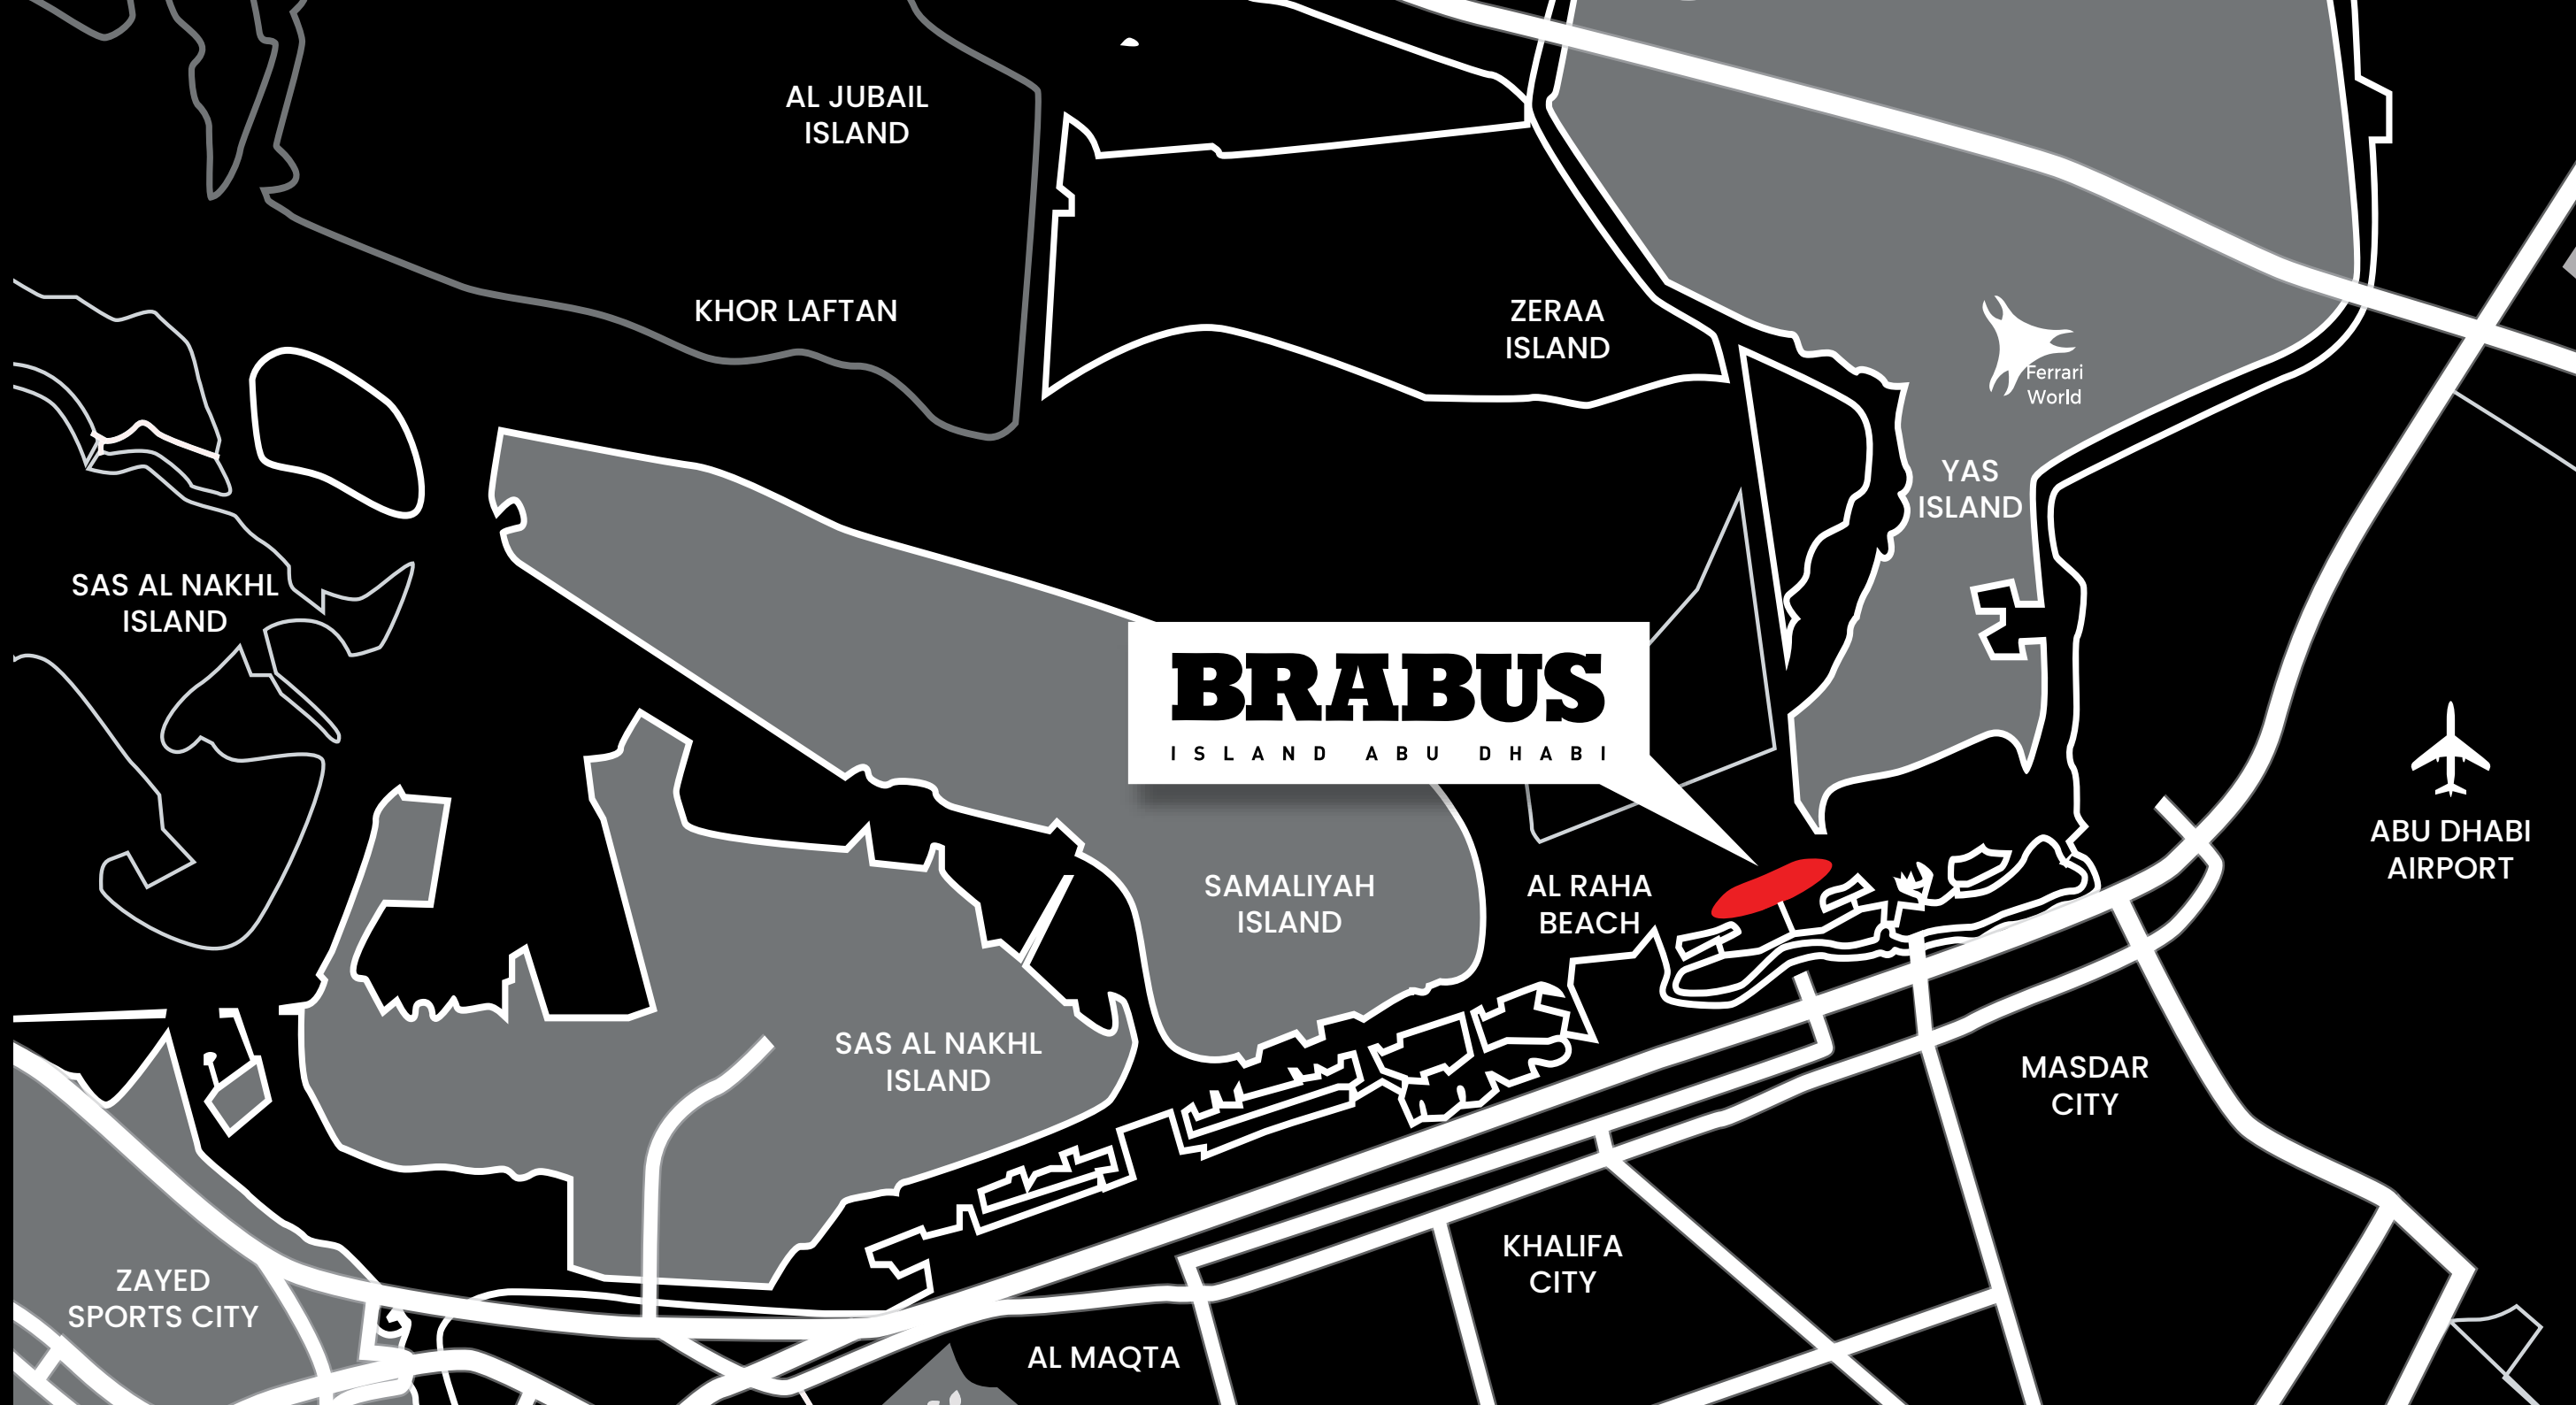 AL JUBAIL
ISLAND
KHOR LAFTAN
ZERAA
ISLAND
Ferrari
World
YAS
ISLAND
SAS AL NAKHL
ISLAND
BRABUS
ISLAND ABU DHABI
ABU DHABI
AIRPORT
SAMALIYAH
ISLAND
AL RAHA
BEACH
SAS AL NAKHL
ISLAND
MASDAR
CITY
KHALIFA
CITY
ZAYED
SPORTS CITY
AL MAQTA